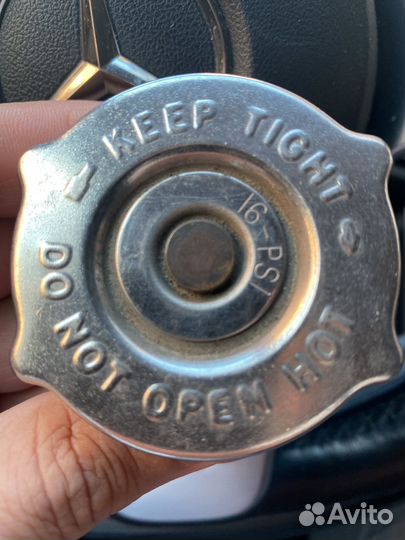 KEEP TIGHT
16-PSI
DO NOT OPEN HOT
Avito